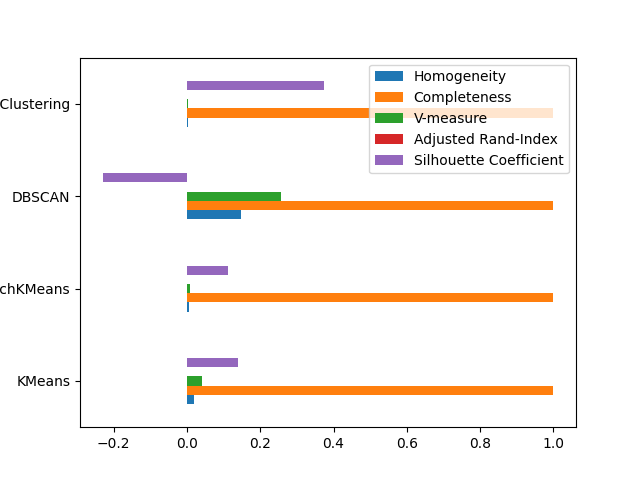 Homogeneity
Completeness
V-measure
Adjusted Rand-Index
Silhouette Coefficient
Clustering
DBSCAN
chKMeans
KMeans
−0.2 0.0 0.2 0.4 0.6 0.8 1.0